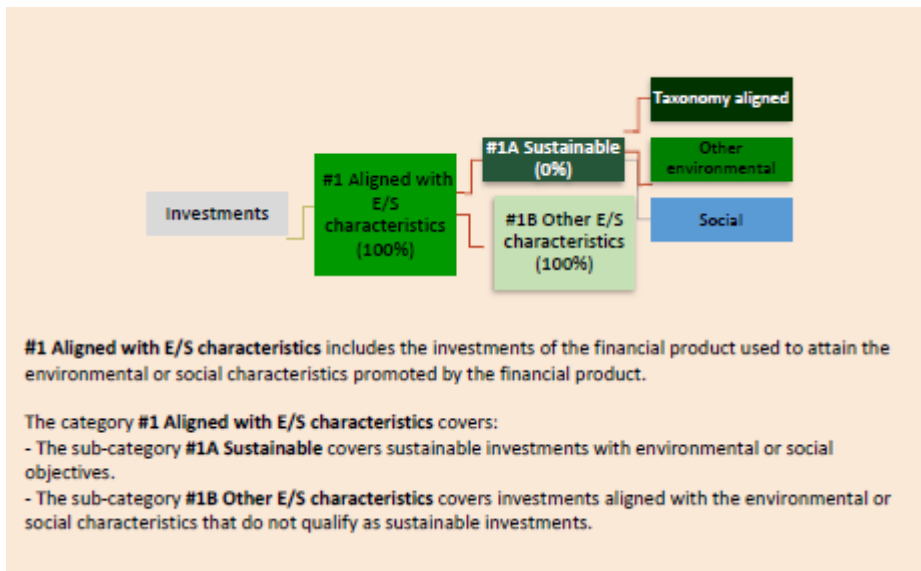 Taxonomy aligned
#1A Sustainable
(0%)
Other
environmental
#1 Aligned with
E/S
characteristics
(100%)
Investments
#1B Other E/S
characteristics
(100%)
Social
#1 Aligned with E/S characteristics includes the investments of the financial product used to attain the
environmental or social characteristics promoted by the financial product.
The category #1 Aligned with E/S characteristics covers:
- The sub-category #1A Sustainable covers sustainable investments with environmental or social
objectives.
- The sub-category #1B Other E/S characteristics covers investments aligned with the environmental or
social characteristics that do not qualify as sustainable investments.